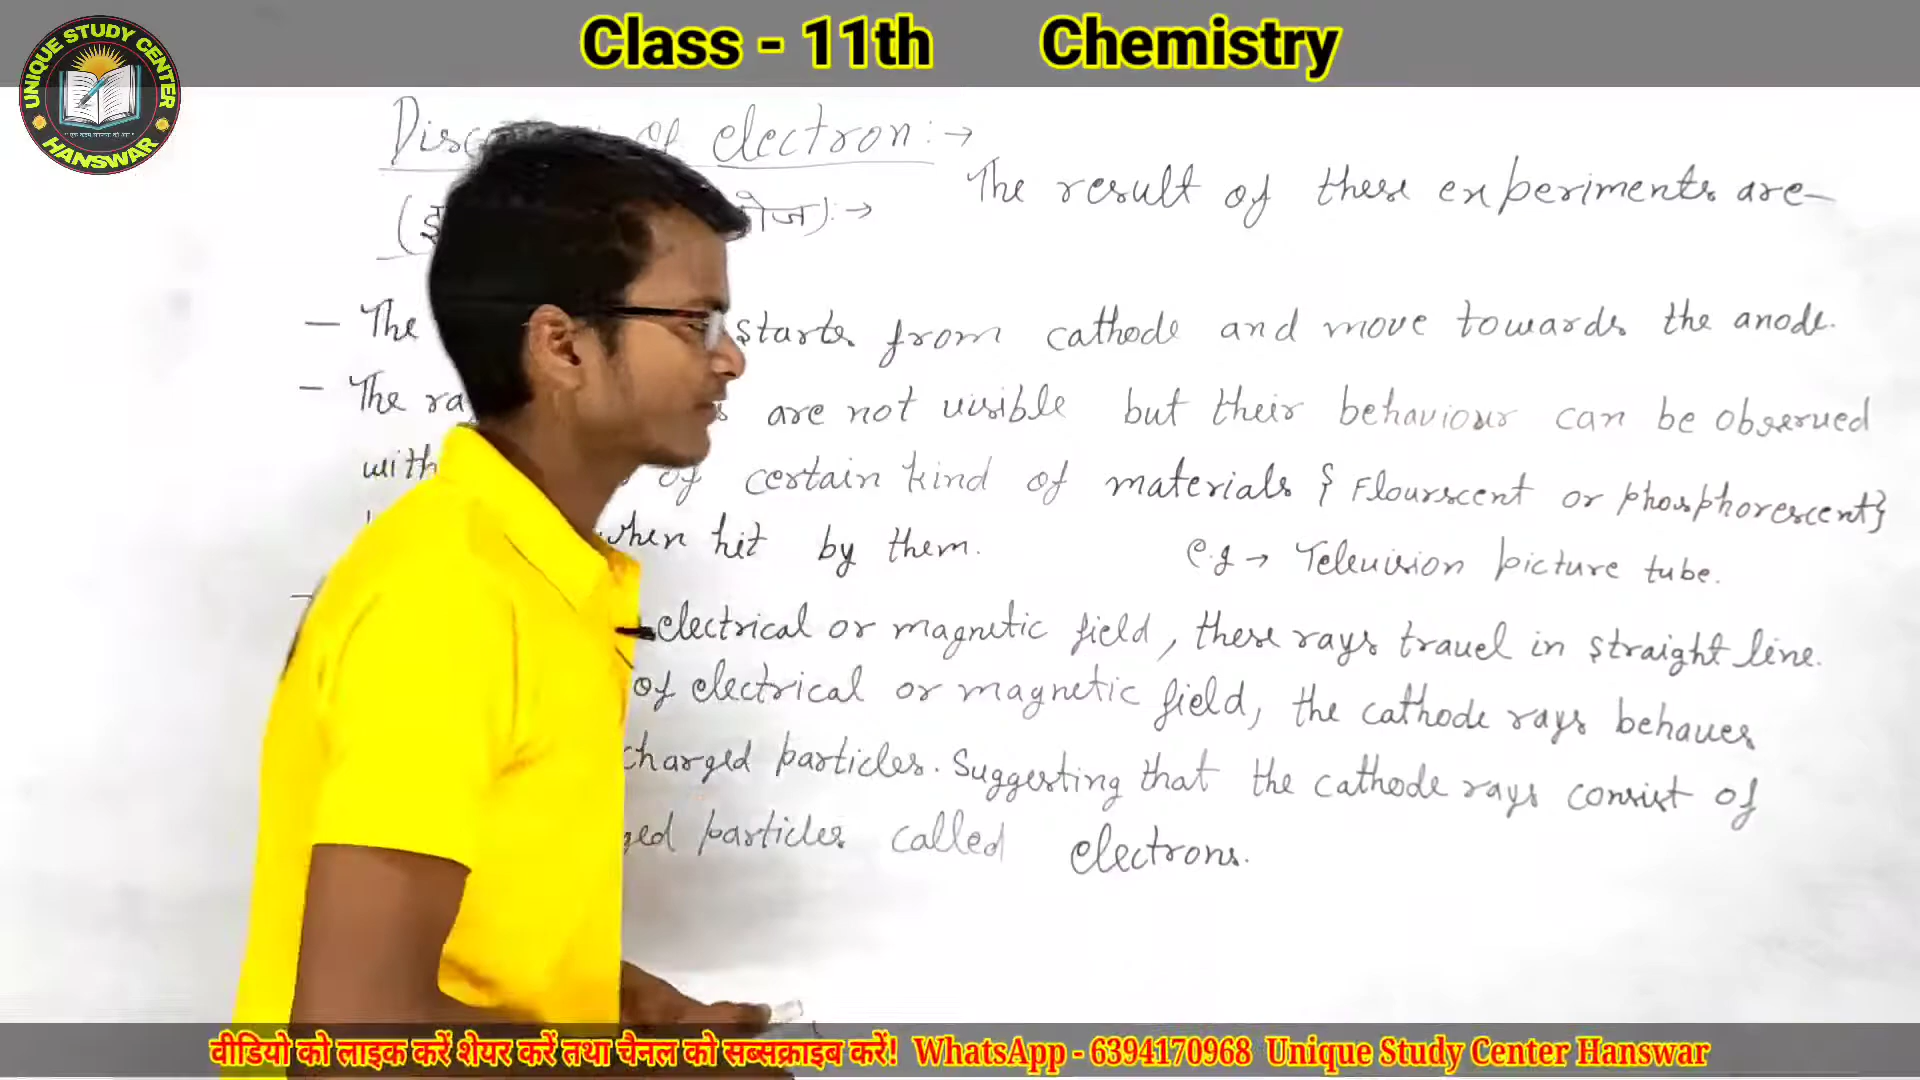 Class - 11th Chemistry
UNIQUE STUDY CENTER
HANSWAR
of electron:→
खोज):→
The result of these experiments are–
– The starts from cathode and move towards the anode.
– The are not visible but their behaviour can be observed
with of certain kind of materials { Flourscent or phosphorescent}
when hit by them. e.g → Television picture tube.
– electrical or magnetic field, these rays travel in straight line.
of electrical or magnetic field, the cathode rays behaves
charged particles. Suggesting that the cathode rays consist of
particles called electrons.
वीडियो को लाइक करें शेयर करें तथा चैनल को सब्सक्राइब करें! WhatsApp - 6394170968 Unique Study Center Hanswar